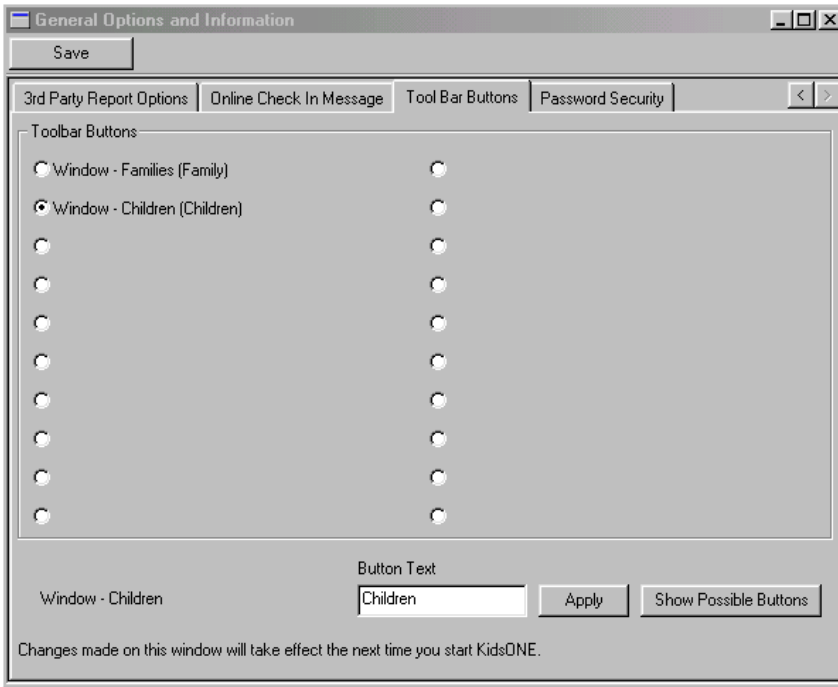 General Options and Information
Save
3rd Party Report Options
Online Check In Message
Tool Bar Buttons
Password Security
< >
Toolbar Buttons
Window - Families (Family)
Window - Children (Children)
Button Text
Window - Children
Children
Apply
Show Possible Buttons
Changes made on this window will take effect the next time you start KidsONE.